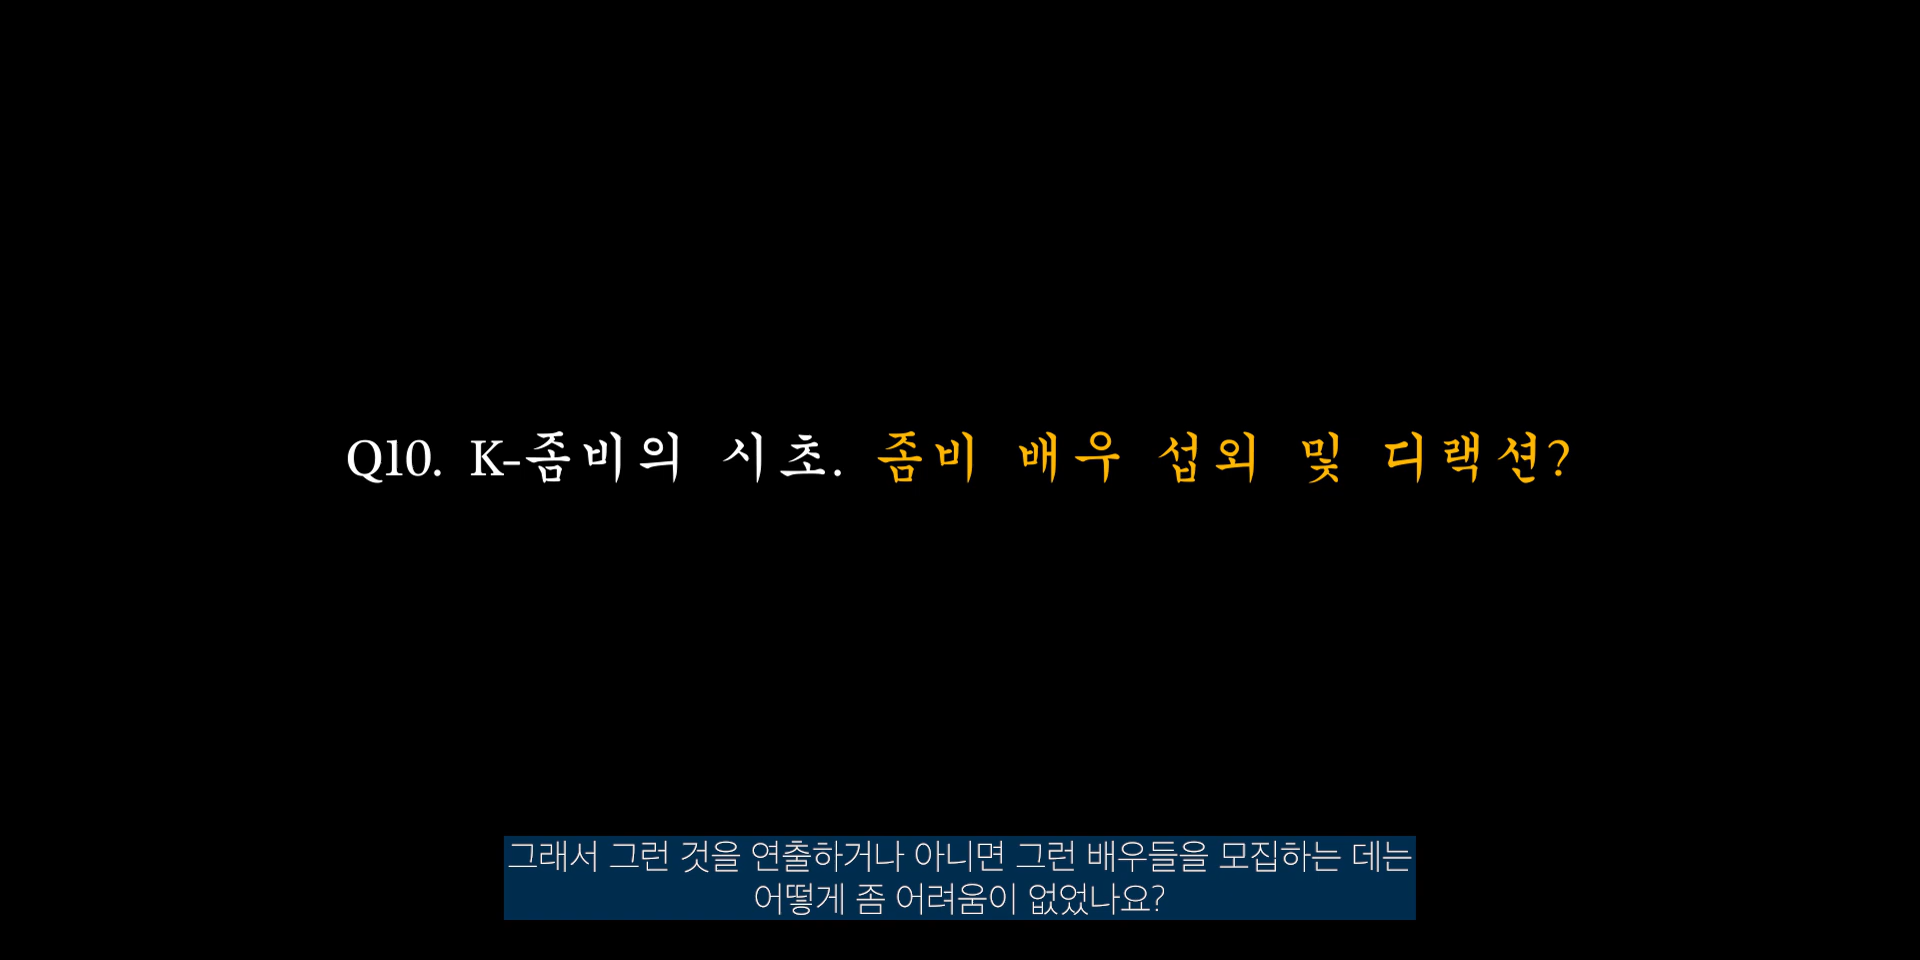 Q10. K-좀비의 시초. 좀비 배우 섭외 및 디랙션?
그래서 그런 것을 연출하거나 아니면 그런 배우들을 모집하는 데는
어떻게 좀 어려움이 없었나요?